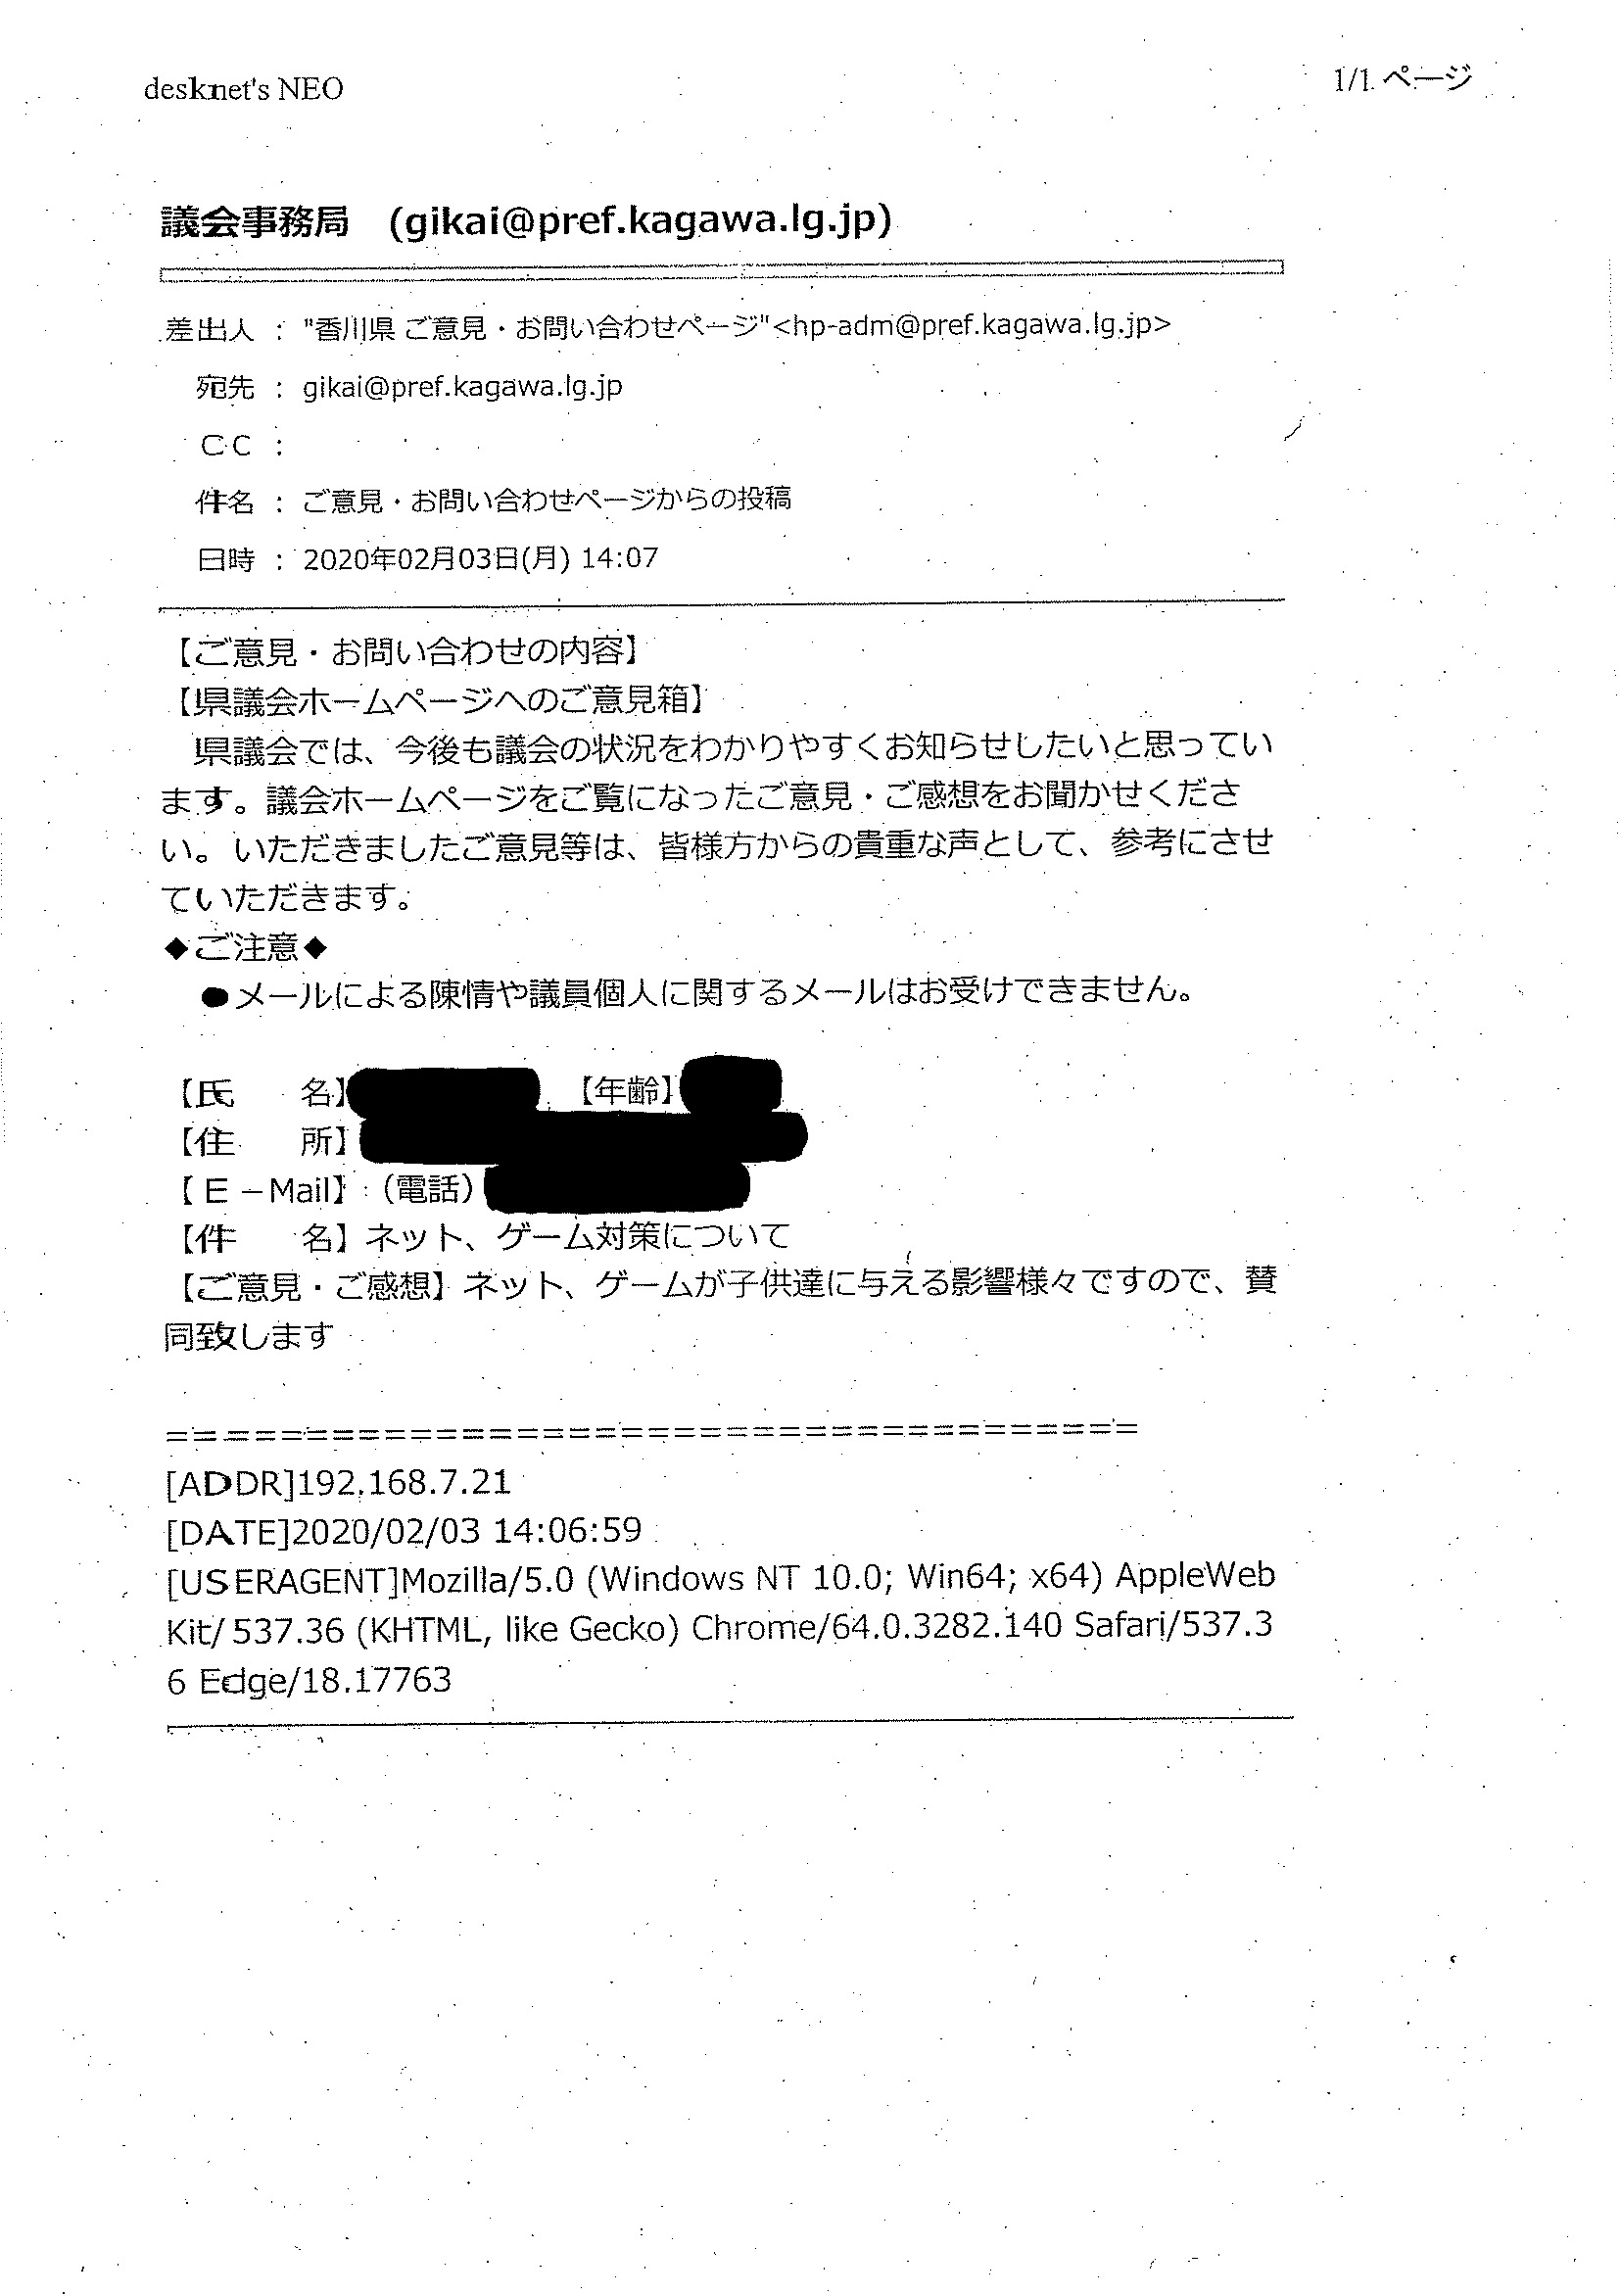 desknet's NEO
1/1 ページ
議会事務局　(gikai@pref.kagawa.lg.jp)
差出人 : "香川県 ご意見・お問い合わせページ"<hp-adm@pref.kagawa.lg.jp>
宛先 : gikai@pref.kagawa.lg.jp
CC :
件名 : ご意見・お問い合わせページからの投稿
日時 : 2020年02月03日(月) 14:07
【ご意見・お問い合わせの内容】
【県議会ホームページへのご意見箱】
　県議会では、今後も議会の状況をわかりやすくお知らせしたいと思ってい
ます。議会ホームページをご覧になったご意見・ご感想をお聞かせくださ
い。いただきましたご意見等は、皆様方からの貴重な声として、参考にさせ
ていただきます。
◆ご注意◆
　●メールによる陳情や議員個人に関するメールはお受けできません。
【氏　　名】　【年齢】
【住　　所】
【Ｅ－Mail】（電話）
【件　　名】ネット、ゲーム対策について
【ご意見・ご感想】ネット、ゲームが子供達に与える影響様々ですので、賛
同致します
=====================================
[ADDR]192.168.7.21
[DATE]2020/02/03 14:06:59
[USERAGENT]Mozilla/5.0 (Windows NT 10.0; Win64; x64) AppleWeb
Kit/537.36 (KHTML, like Gecko) Chrome/64.0.3282.140 Safari/537.3
6 Edge/18.17763